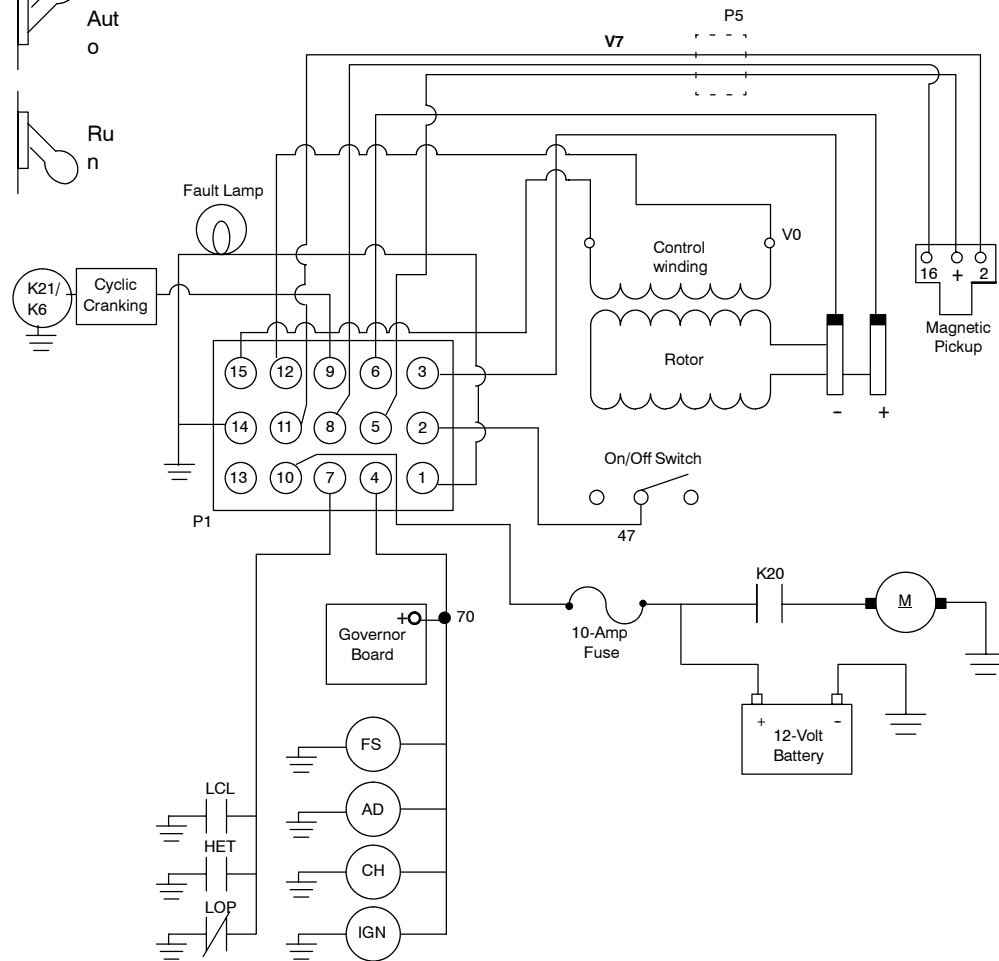 Aut
o
Ru
n
P5
V7
Fault Lamp
K21/
K6
Cyclic
Cranking
Control
winding
V0
16 + 2
Magnetic
Pickup
Rotor
- +
15 12 9 6 3
14 11 8 5 2
13 10 7 4 1
P1
On/Off Switch
47
K20
M
10-Amp
Fuse
+ -
12-Volt
Battery
+ 70
Governor
Board
FS
AD
CH
IGN
LCL
HET
LOP